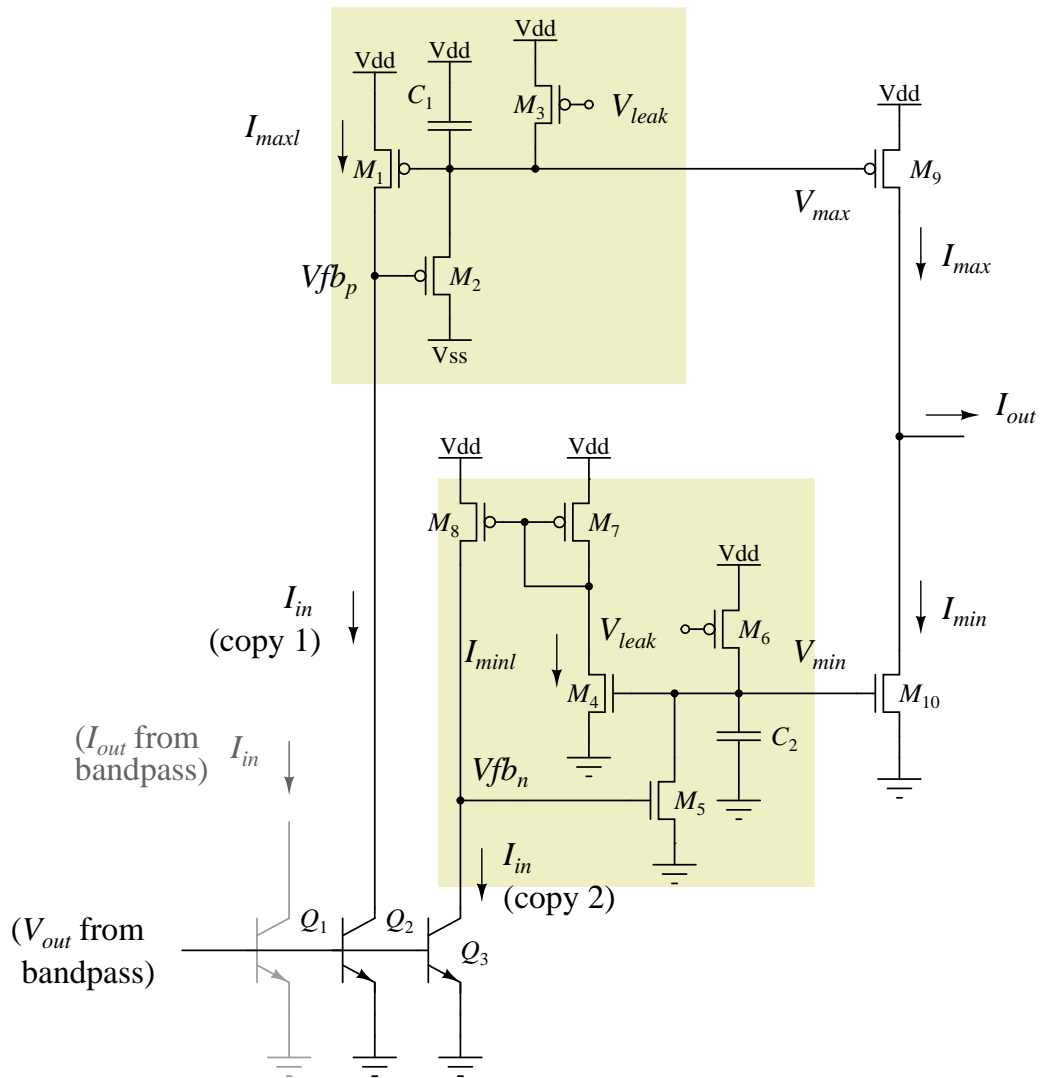 Vdd
Vdd
Vdd
C1
M3
Vleak
Vdd
Imaxl
M1
M9
Vmax
Vfbp
M2
Imax
Vss
Iout
Vdd
Vdd
M8
M7
Vdd
Iin
(copy 1)
Iminl
Vleak
M6
Vmin
Imin
M4
M10
C2
(Iout from
bandpass)
Iin
Vfbn
M5
Iin
(copy 2)
(Vout from
bandpass)
Q1
Q2
Q3